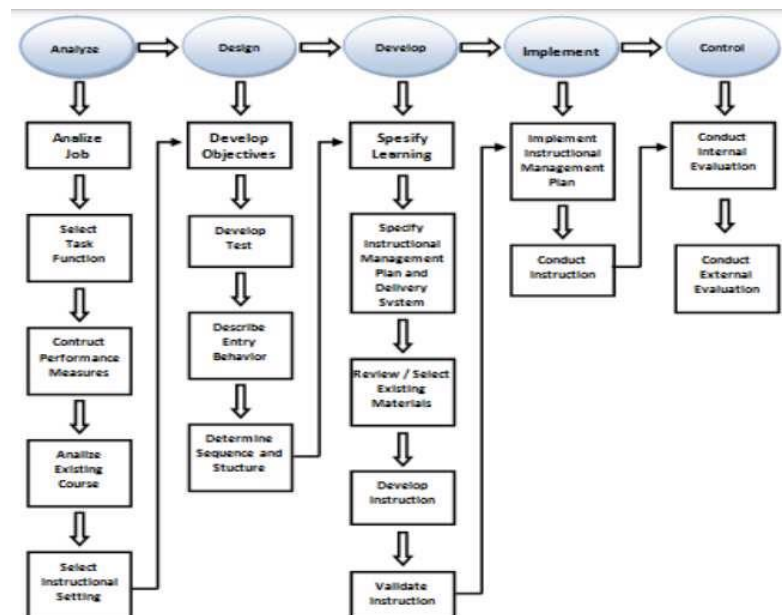 Analyze
Design
Develop
Implement
Control
Analize
Job
Select
Task
Function
Contruct
Performance
Measures
Analize
Existing
Course
Select
Instructional
Setting
Develop
Objectives
Develop
Test
Describe
Entry
Behavior
Determine
Sequence and
Stucture
Spesify
Learning
Specify
Instructional
Management
Plan and
Delivery
System
Review / Select
Existing
Materials
Develop
Instruction
Validate
Instruction
Implement
Instructional
Management
Plan
Conduct
Instruction
Conduct
Internal
Evaluation
Conduct
External
Evaluation